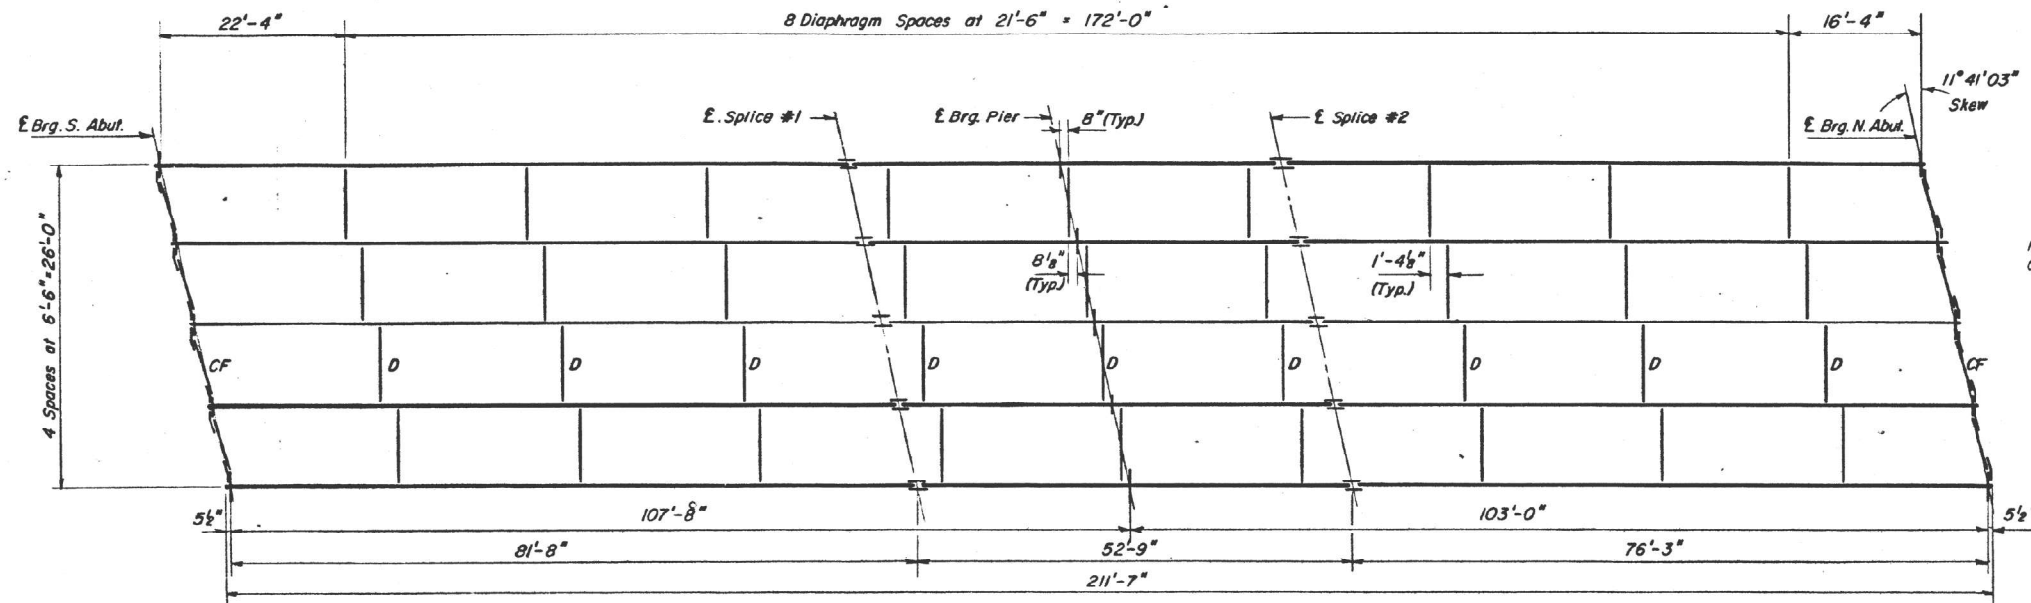 22'-4"
8 Diaphragm Spaces at 21'-6" = 172'-0"
16'-4"
11° 41' 03"
Skew
℄ Brg. S. Abut.
℄. Splice #1
℄ Brg. Pier
8" (Typ.)
℄ Splice #2
℄ Brg. N. Abut.
4 Spaces at 6'-6" = 26'-0"
8⅛"
(Typ.)
1'-4⅛"
(Typ.)
CF
D
D
D
D
D
D
D
D
D
CF
5½"
107'-8"
103'-0"
5½
81'-8"
52'-9"
76'-3"
211'-7"